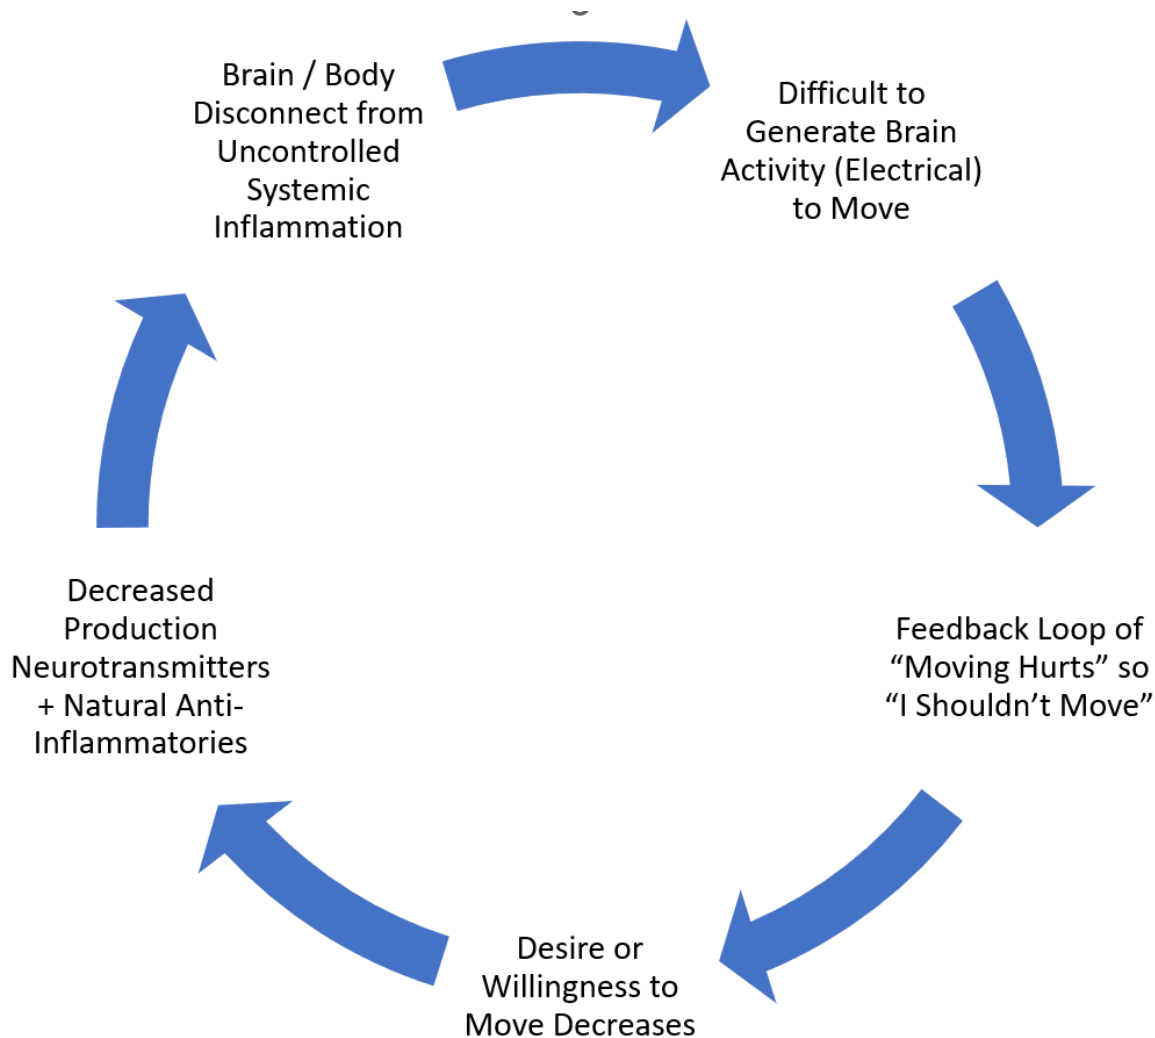 Brain / Body
Disconnect from
Uncontrolled
Systemic
Inflammation
Difficult to
Generate Brain
Activity (Electrical)
to Move
Feedback Loop of
“Moving Hurts” so
“I Shouldn’t Move”
Desire or
Willingness to
Move Decreases
Decreased
Production
Neurotransmitters
+ Natural Anti-
Inflammatories